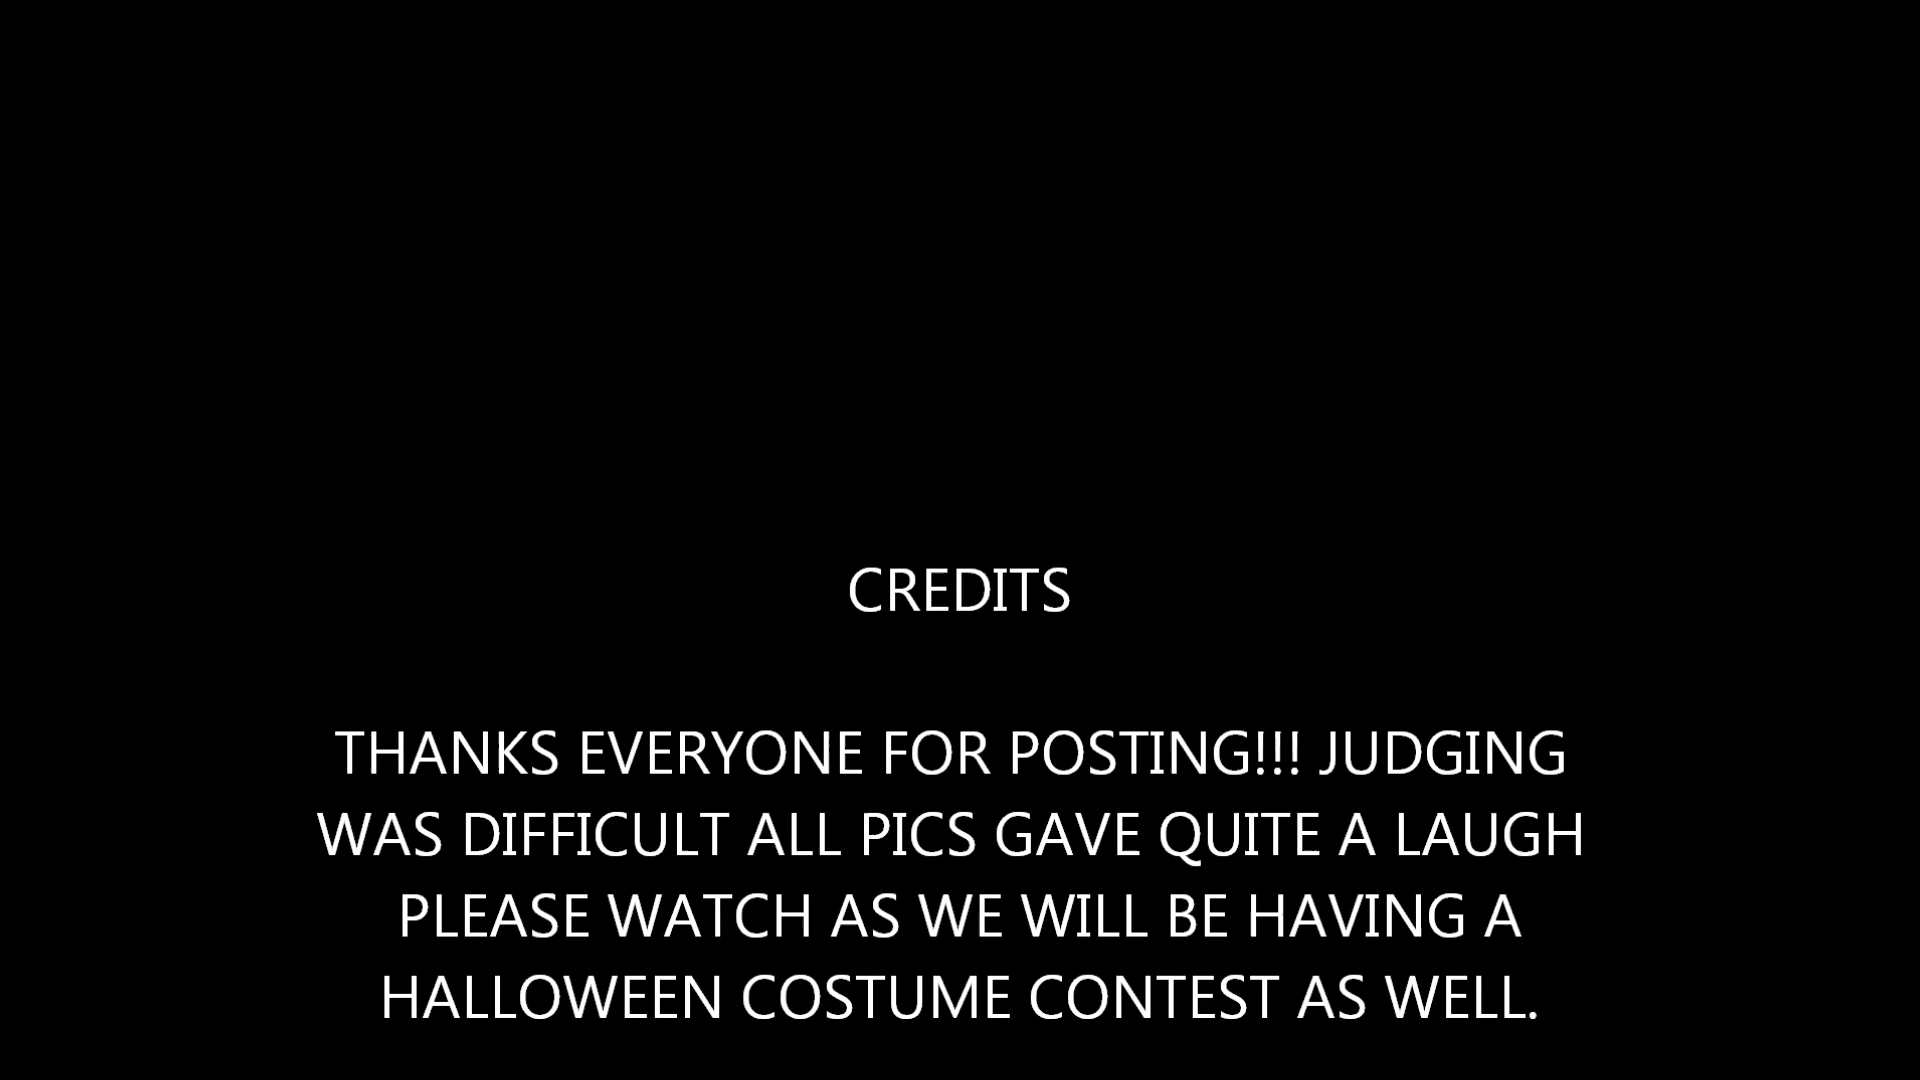 CREDITS
THANKS EVERYONE FOR POSTING!!! JUDGING
WAS DIFFICULT ALL PICS GAVE QUITE A LAUGH
PLEASE WATCH AS WE WILL BE HAVING A
HALLOWEEN COSTUME CONTEST AS WELL.